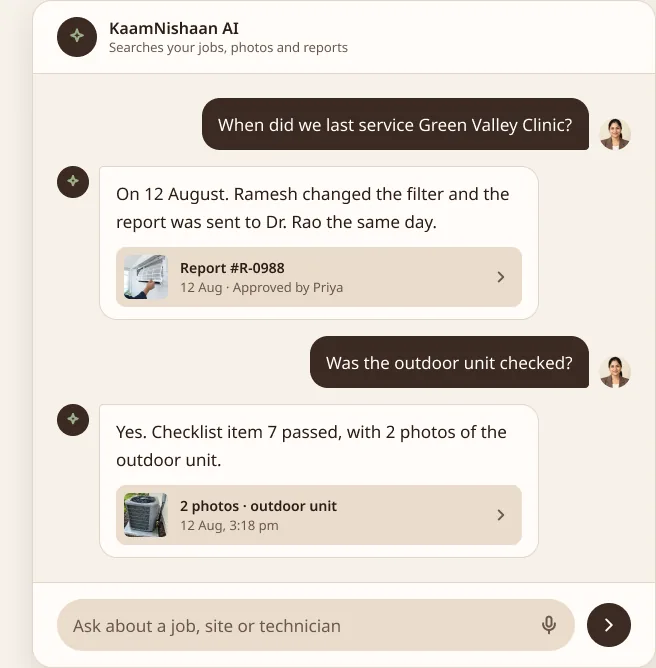 KaamNishaan AI
Searches your jobs, photos and reports
When did we last service Green Valley Clinic?
On 12 August. Ramesh changed the filter and the
report was sent to Dr. Rao the same day.
Report #R-0988
12 Aug · Approved by Priya
Was the outdoor unit checked?
Yes. Checklist item 7 passed, with 2 photos of the
outdoor unit.
2 photos · outdoor unit
12 Aug, 3:18 pm
Ask about a job, site or technician